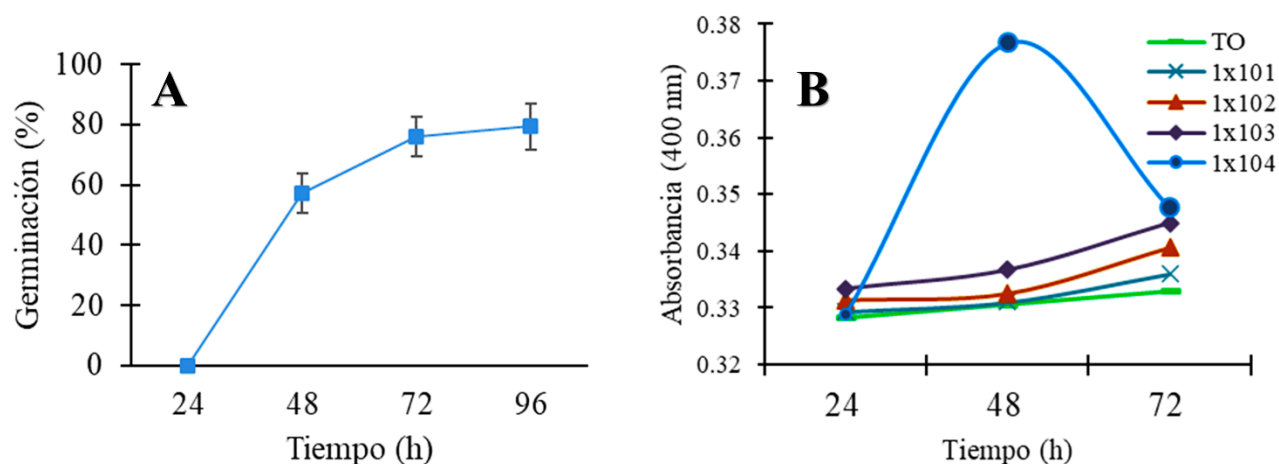 A
Germinación (%)
100
80
60
40
20
0
24 48 72 96
Tiempo (h)
B
Absorbancia (400 nm)
0.38
0.37
0.36
0.35
0.34
0.33
0.32
24 48 72
Tiempo (h)
TO
1x101
1x102
1x103
1x104